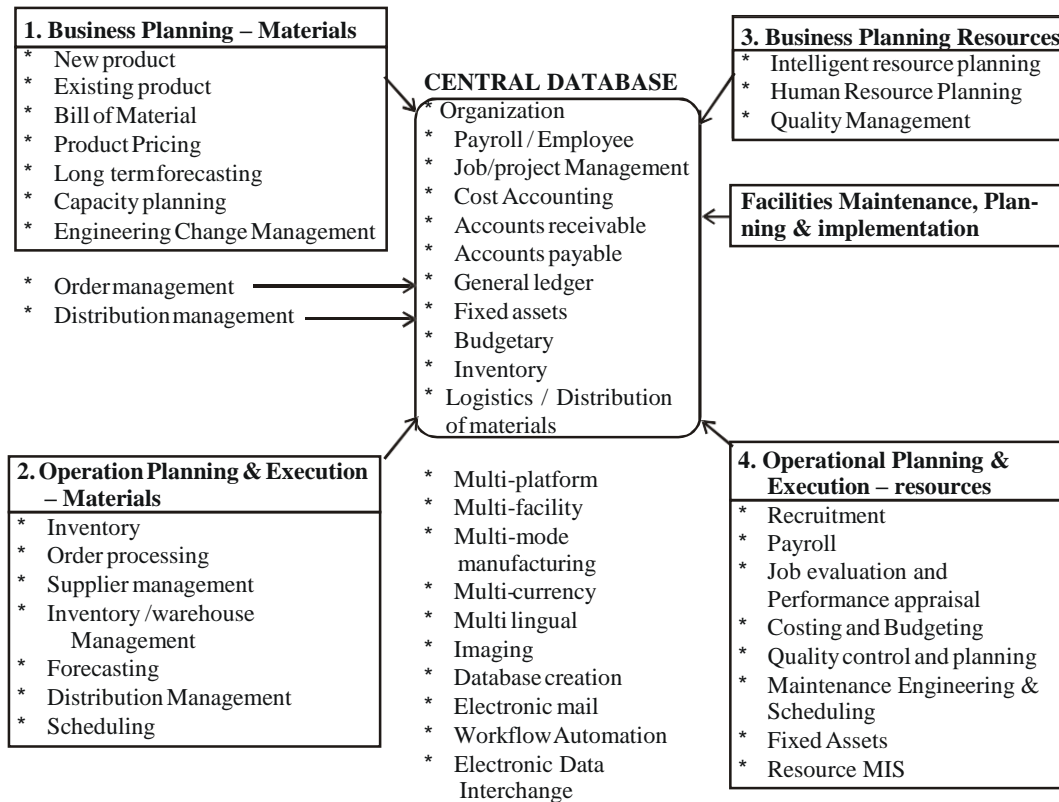 1. Business Planning – Materials
* New product
* Existing product
* Bill of Material
* Product Pricing
* Long term forecasting
* Capacity planning
* Engineering Change Management
* Order management
* Distribution management
2. Operation Planning & Execution
– Materials
* Inventory
* Order processing
* Supplier management
* Inventory /warehouse
Management
* Forecasting
* Distribution Management
* Scheduling
CENTRAL DATABASE
* Organization
* Payroll / Employee
* Job/project Management
* Cost Accounting
* Accounts receivable
* Accounts payable
* General ledger
* Fixed assets
* Budgetary
* Inventory
* Logistics / Distribution
of materials
* Multi-platform
* Multi-facility
* Multi-mode
manufacturing
* Multi-currency
* Multi lingual
* Imaging
* Database creation
* Electronic mail
* Workflow Automation
* Electronic Data
Interchange
3. Business Planning Resources
* Intelligent resource planning
* Human Resource Planning
* Quality Management
Facilities Maintenance, Plan-
ning & implementation
4. Operational Planning &
Execution – resources
* Recruitment
* Payroll
* Job evaluation and
Performance appraisal
* Costing and Budgeting
* Quality control and planning
* Maintenance Engineering &
Scheduling
* Fixed Assets
* Resource MIS